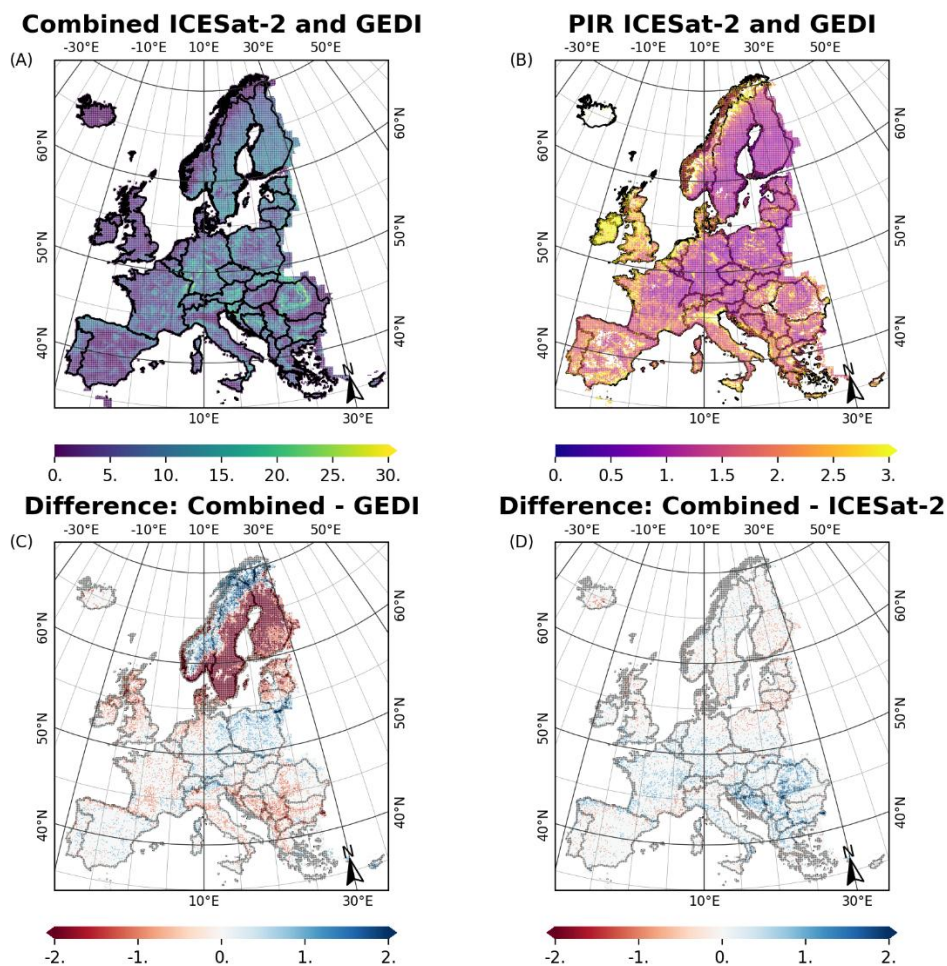 Combined ICESat-2 and GEDI
PIR ICESat-2 and GEDI
(A) -30°E -10°E 10°E 30°E 50°E
(B) -30°E -10°E 10°E 30°E 50°E
60°N 60°N
50°N 50°N
40°N 40°N
N
10°E 30°E
60°N 60°N
50°N 50°N
40°N 40°N
N
10°E 30°E
0. 5. 10. 15. 20. 25. 30.
0. 0.5 1. 1.5 2. 2.5 3.
Difference: Combined - GEDI
Difference: Combined - ICESat-2
(C) -30°E -10°E 10°E 30°E 50°E
(D) -30°E -10°E 10°E 30°E 50°E
60°N 60°N
50°N 50°N
40°N 40°N
N
10°E 30°E
60°N 60°N
50°N 50°N
40°N 40°N
N
10°E 30°E
-2. -1. 0. 1. 2.
-2. -1. 0. 1. 2.